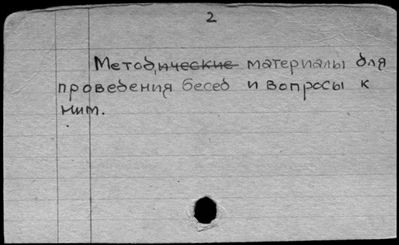 2
Методические материалы для
проведения бесед и вопросы к
ним.